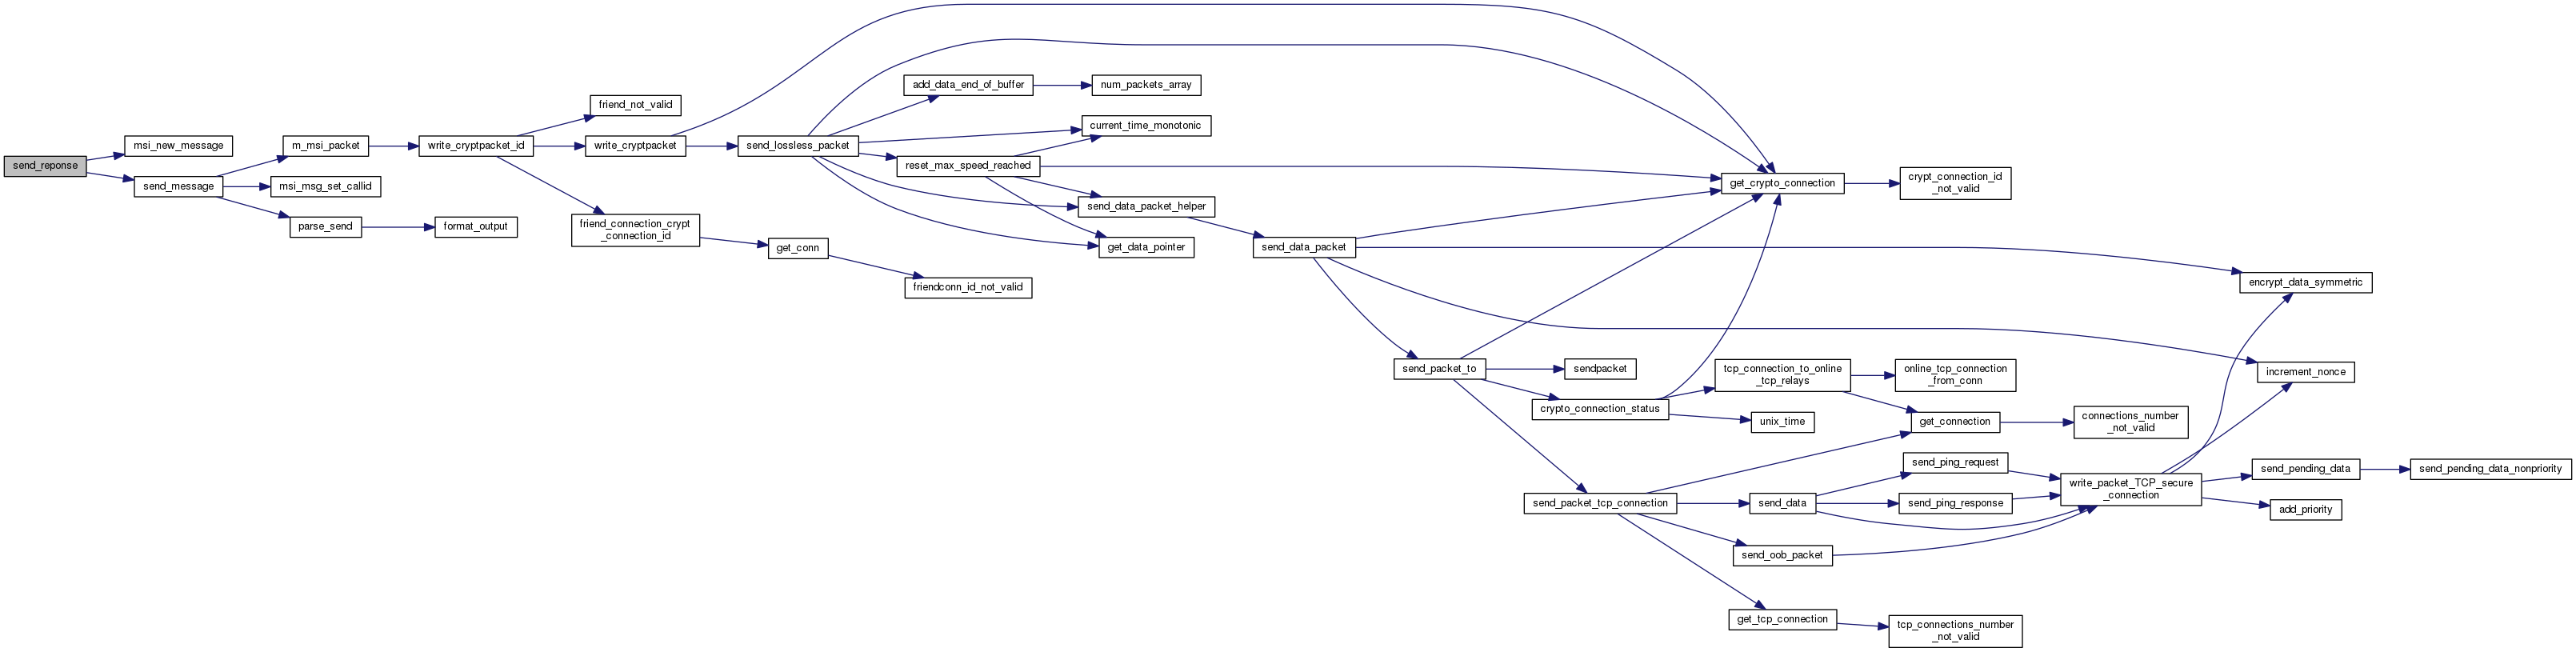 send_reponse
msi_new_message
send_message
m_msi_packet
msi_msg_set_callid
parse_send
format_output
write_cryptpacket_id
friend_not_valid
write_cryptpacket
friend_connection_crypt
_connection_id
get_conn
friendconn_id_not_valid
send_lossless_packet
add_data_end_of_buffer
num_packets_array
current_time_monotonic
reset_max_speed_reached
send_data_packet_helper
get_data_pointer
send_data_packet
send_packet_to
sendpacket
crypto_connection_status
send_packet_tcp_connection
get_crypto_connection
crypt_connection_id
_not_valid
tcp_connection_to_online
_tcp_relays
unix_time
online_tcp_connection
_from_conn
get_connection
connections_number
_not_valid
send_data
send_ping_request
send_ping_response
send_oob_packet
get_tcp_connection
tcp_connections_number
_not_valid
write_packet_TCP_secure
_connection
encrypt_data_symmetric
increment_nonce
send_pending_data
send_pending_data_nonpriority
add_priority